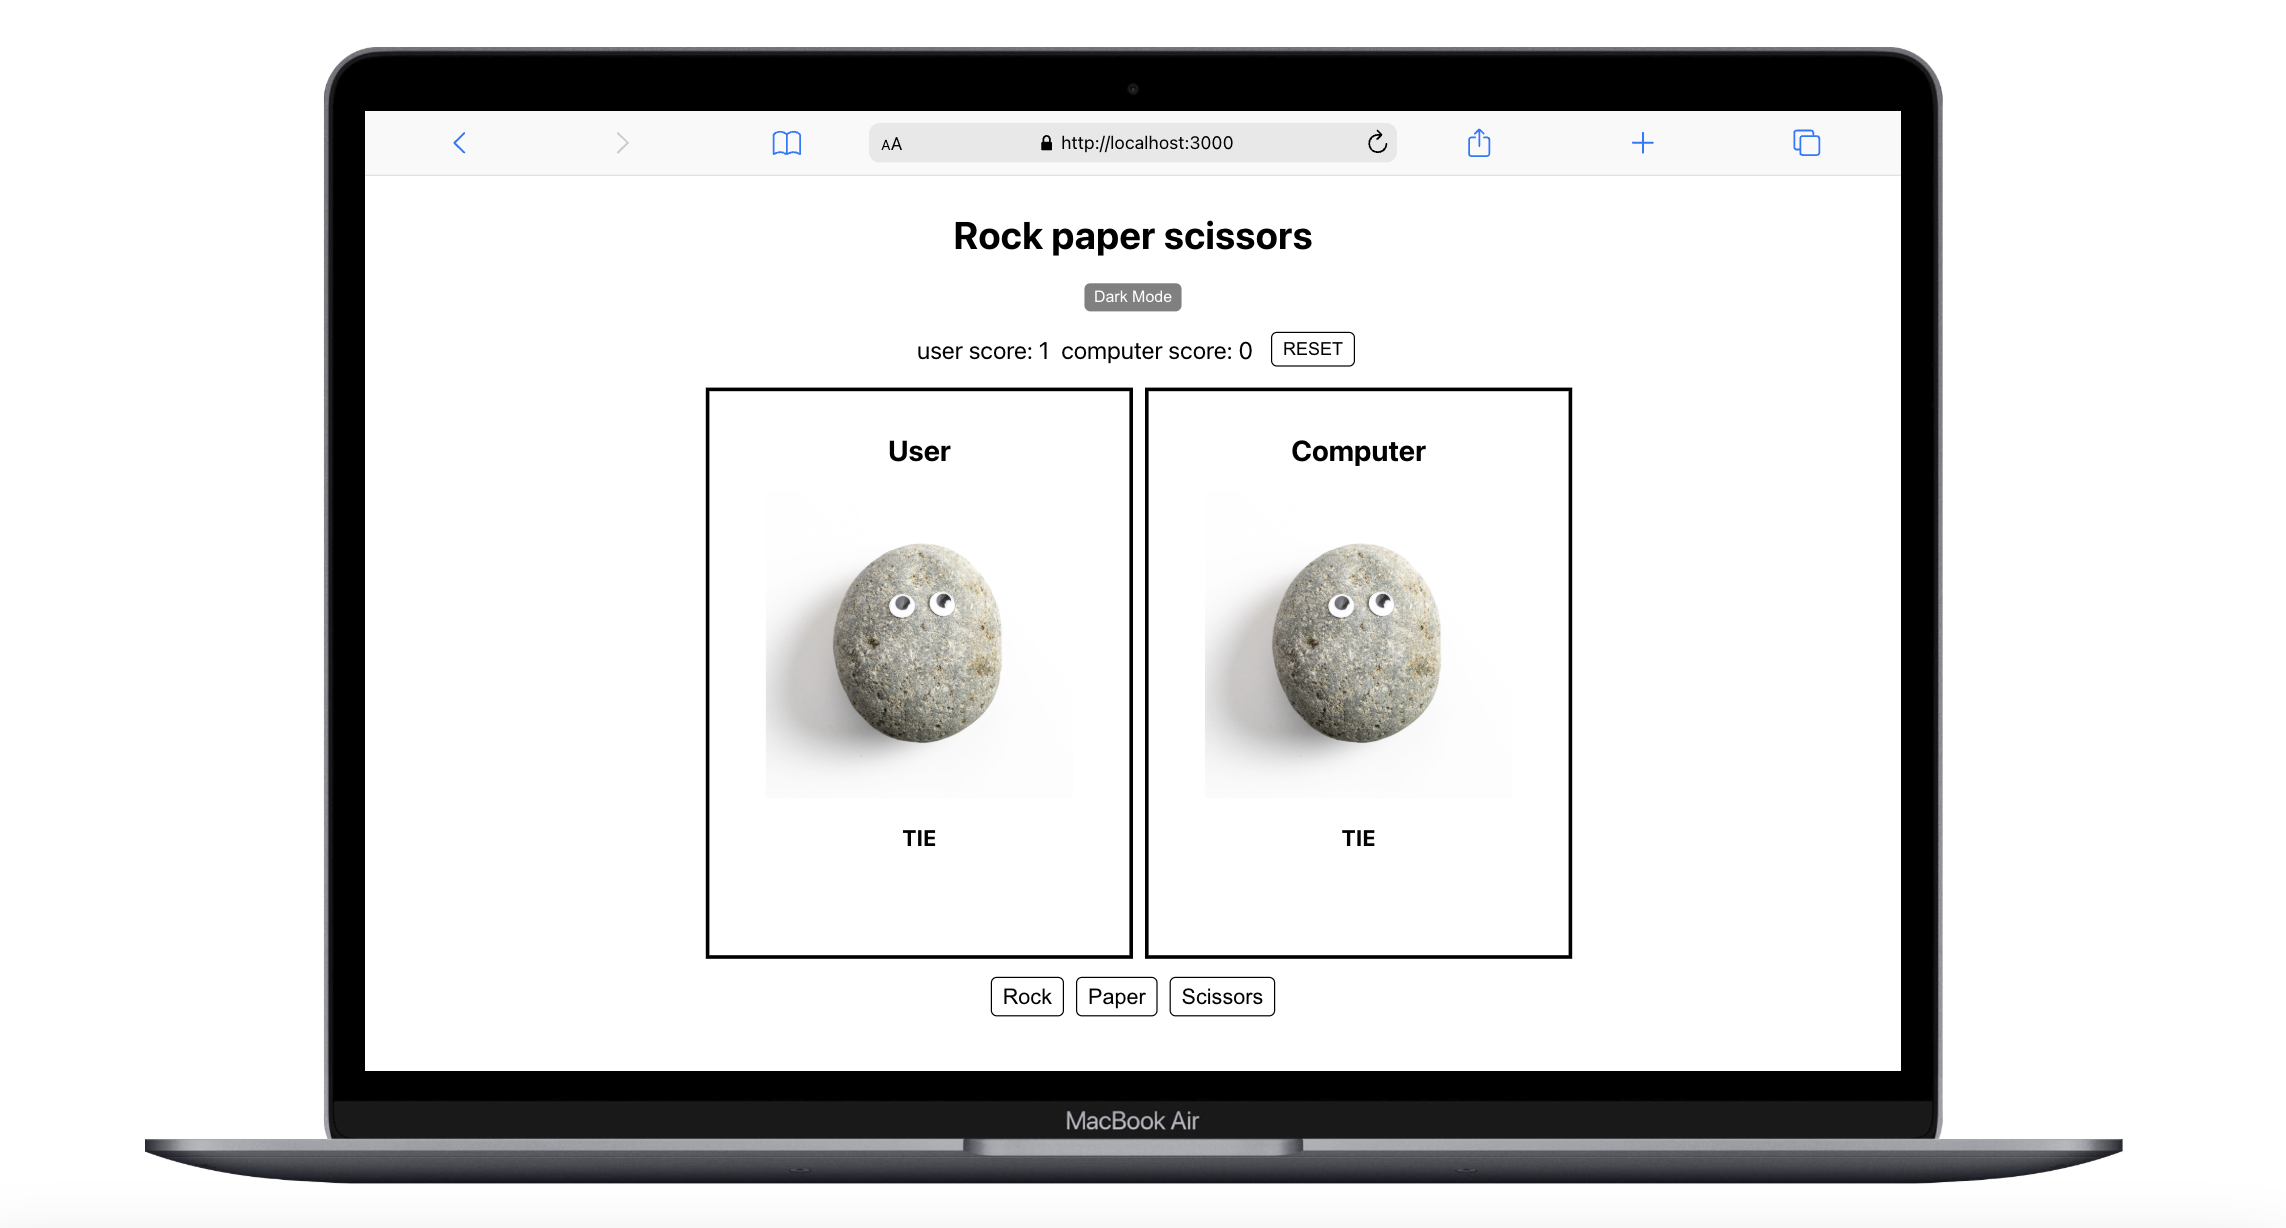 AA http://localhost:3000
Rock paper scissors
Dark Mode
user score: 1 computer score: 0 RESET
User
Computer
TIE
TIE
Rock Paper Scissors
MacBook Air